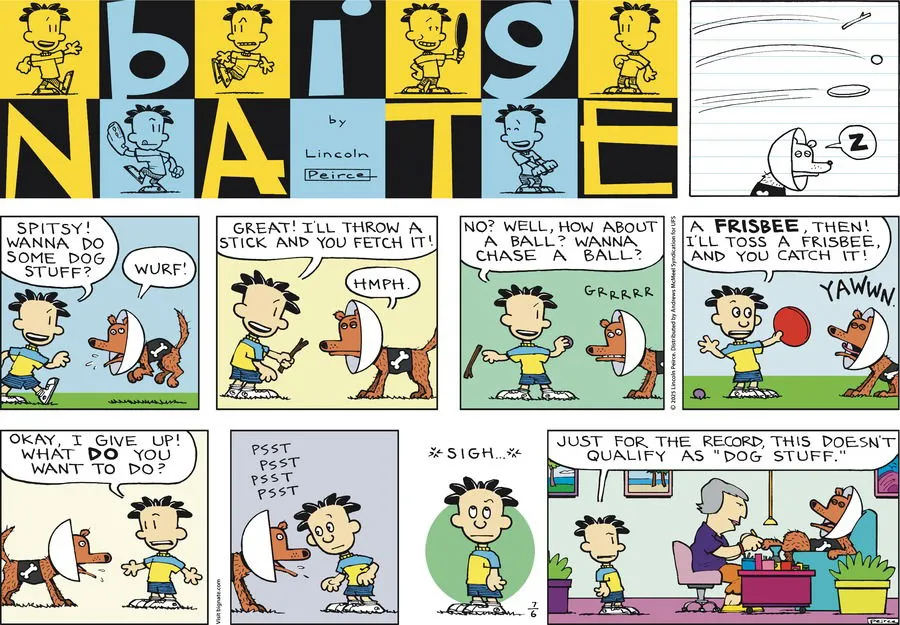 big
NATE
by
Lincoln
Peirce
Z
SPITSY!
WANNA DO
SOME DOG
STUFF?
WURF!
GREAT! I'LL THROW A
STICK AND YOU FETCH IT!
HMPH.
NO? WELL, HOW ABOUT
A BALL? WANNA
CHASE A BALL?
GRRRRR
© 2025 Lincoln Peirce. Distributed by Andrews McMeel Syndication for UFS
A FRISBEE, THEN!
I'LL TOSS A FRISBEE,
AND YOU CATCH IT!
YAWWN.
OKAY, I GIVE UP!
WHAT DO YOU
WANT TO DO?
Visit bignate.com
PSST
PSST
PSST
PSST
*SIGH...*
7/6
JUST FOR THE RECORD, THIS DOESN'T
QUALIFY AS "DOG STUFF."
PEIRCE